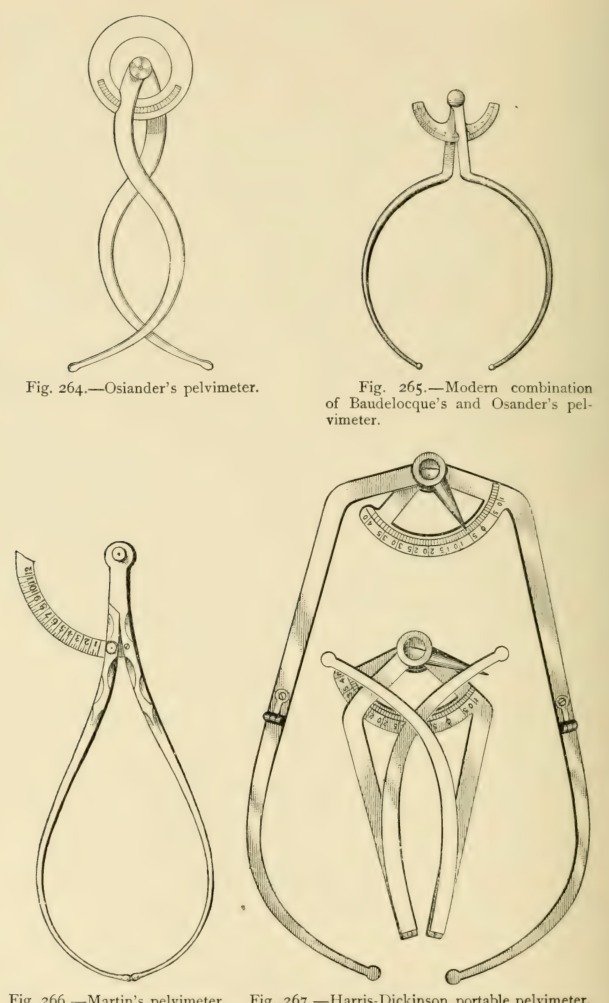 Fig. 264.—Osiander's pelvimeter.
Fig. 265.—Modern combination
of Baudelocque's and Osander's pel-
vimeter.
Fig. 266.—Martin's pelvimeter.
Fig. 267.—Harris-Dickinson portable pelvimeter.